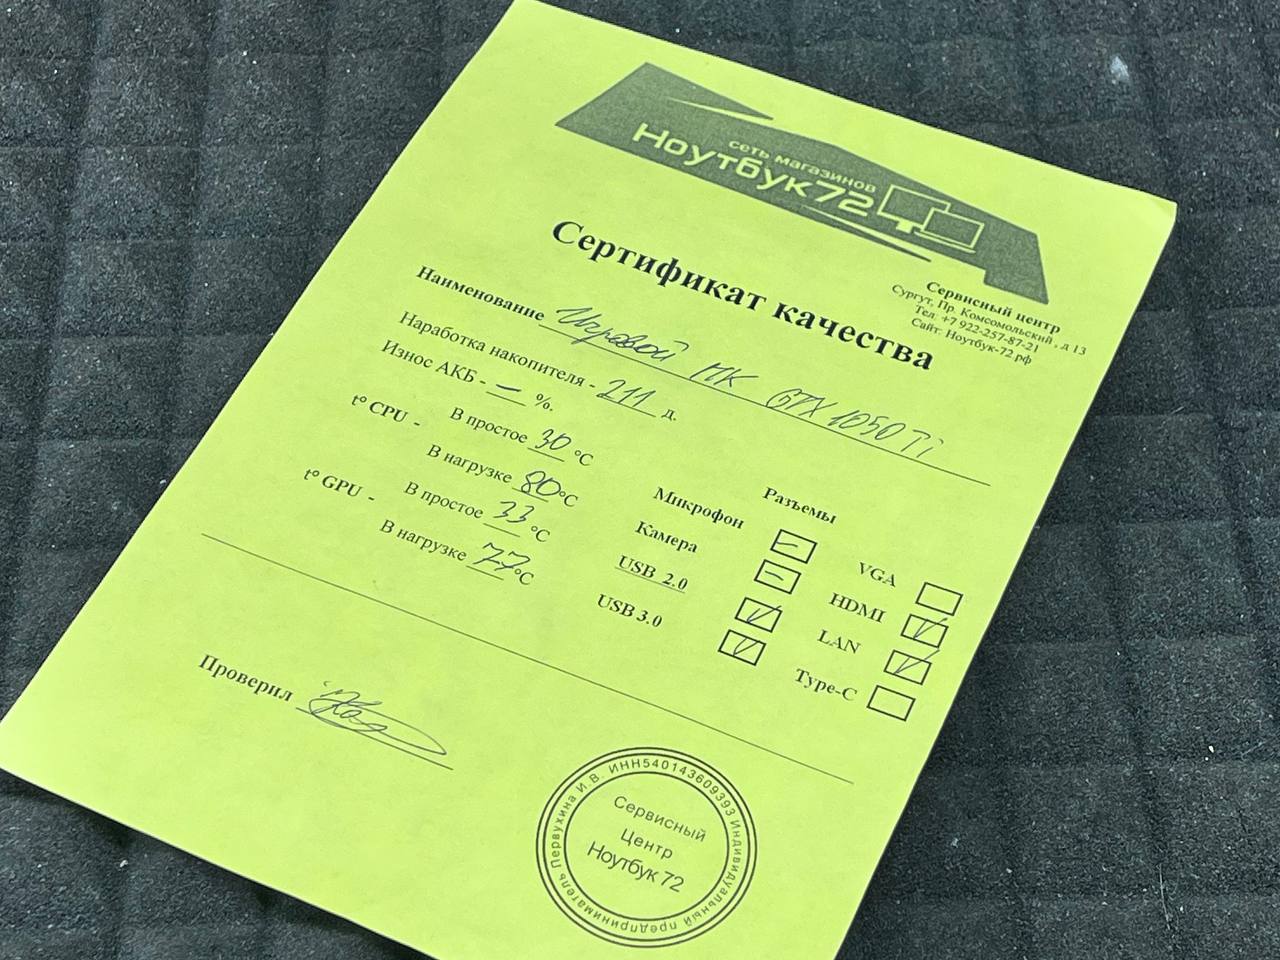 сеть магазинов
Ноутбук72
Сервисный центр
Сургут, Пр. Комсомольский , д 13
Тел. +7 922-257-87-21
Сайт: Ноутбук-72.рф
Сертификат качества
Наименование Игровой ПК GTX 1050 Ti
Наработка накопителя - 211 д.
Износ АКБ - — %.
t° CPU - В простое 30 °C
В нагрузке 80 °C
t° GPU - В простое 33 °C
В нагрузке 77 °C
Разъемы
Микрофон
Камера
USB 2.0
USB 3.0
VGA
HDMI
LAN
Type-C
Проверил
Индивидуальный предприниматель Первухина И.В. ИНН540143609393
Сервисный
Центр
Ноутбук 72